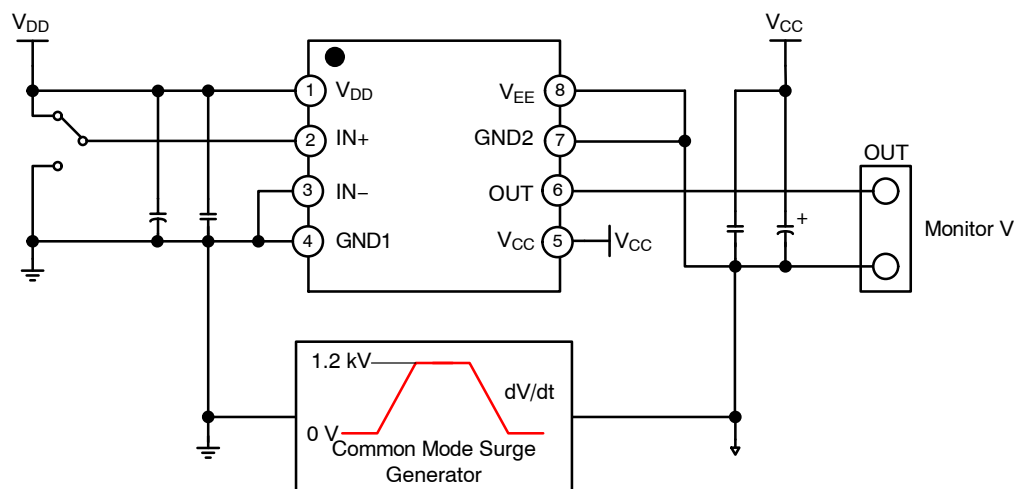 VDD
VCC
1 VDD
VEE 8
2 IN+
GND2 7
3 IN−
OUT 6
4 GND1
VCC 5
VCC
+
OUT
Monitor V
1.2 kV
dV/dt
0 V
Common Mode Surge
Generator